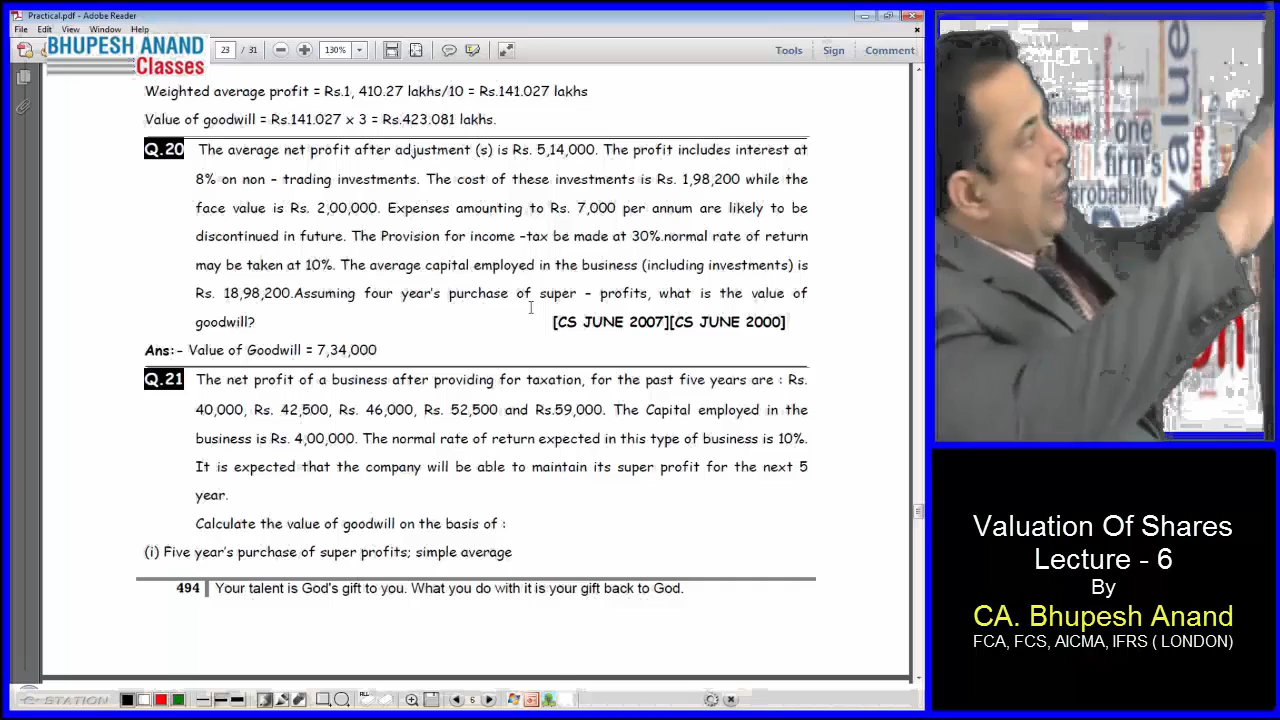 Practical.pdf - Adobe Reader
File Edit View Window Help
BHUPESH ANAND
Classes
23 / 31 130% Tools Sign Comment
Weighted average profit = Rs.1, 410.27 lakhs/10 = Rs.141.027 lakhs
Value of goodwill = Rs.141.027 x 3 = Rs.423.081 lakhs.
Q.20 The average net profit after adjustment (s) is Rs. 5,14,000. The profit includes interest at
8% on non – trading investments. The cost of these investments is Rs. 1,98,200 while the
face value is Rs. 2,00,000. Expenses amounting to Rs. 7,000 per annum are likely to be
discontinued in future. The Provision for income –tax be made at 30%.normal rate of return
may be taken at 10%. The average capital employed in the business (including investments) is
Rs. 18,98,200.Assuming four year's purchase of super – profits, what is the value of
goodwill? [CS JUNE 2007][CS JUNE 2000]
Ans:- Value of Goodwill = 7,34,000
Q.21 The net profit of a business after providing for taxation, for the past five years are : Rs.
40,000, Rs. 42,500, Rs. 46,000, Rs. 52,500 and Rs.59,000. The Capital employed in the
business is Rs. 4,00,000. The normal rate of return expected in this type of business is 10%.
It is expected that the company will be able to maintain its super profit for the next 5
year.
Calculate the value of goodwill on the basis of :
(i) Five year's purchase of super profits; simple average
494 Your talent is God's gift to you. What you do with it is your gift back to God.
e-STATION
6
Value
one
firm's
probability
Valuation Of Shares
Lecture - 6
By
CA. Bhupesh Anand
FCA, FCS, AICMA, IFRS ( LONDON)